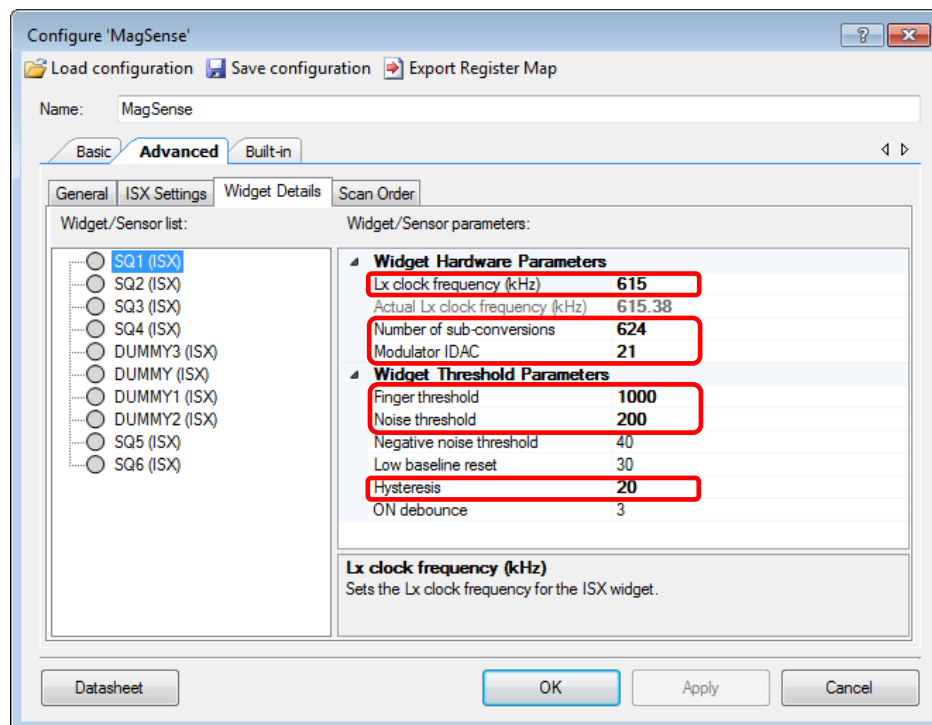 Configure 'MagSense'
Load configuration Save configuration Export Register Map
Name: MagSense
Basic Advanced Built-in
General ISX Settings Widget Details Scan Order
Widget/Sensor list: Widget/Sensor parameters:
SQ1 (ISX)
SQ2 (ISX)
SQ3 (ISX)
SQ4 (ISX)
DUMMY3 (ISX)
DUMMY (ISX)
DUMMY1 (ISX)
DUMMY2 (ISX)
SQ5 (ISX)
SQ6 (ISX)
Widget Hardware Parameters
Lx clock frequency (kHz) 615
Actual Lx clock frequency (kHz) 615.38
Number of sub-conversions 624
Modulator IDAC 21
Widget Threshold Parameters
Finger threshold 1000
Noise threshold 200
Negative noise threshold 40
Low baseline reset 30
Hysteresis 20
ON debounce 3
Lx clock frequency (kHz)
Sets the Lx clock frequency for the ISX widget.
Datasheet OK Apply Cancel